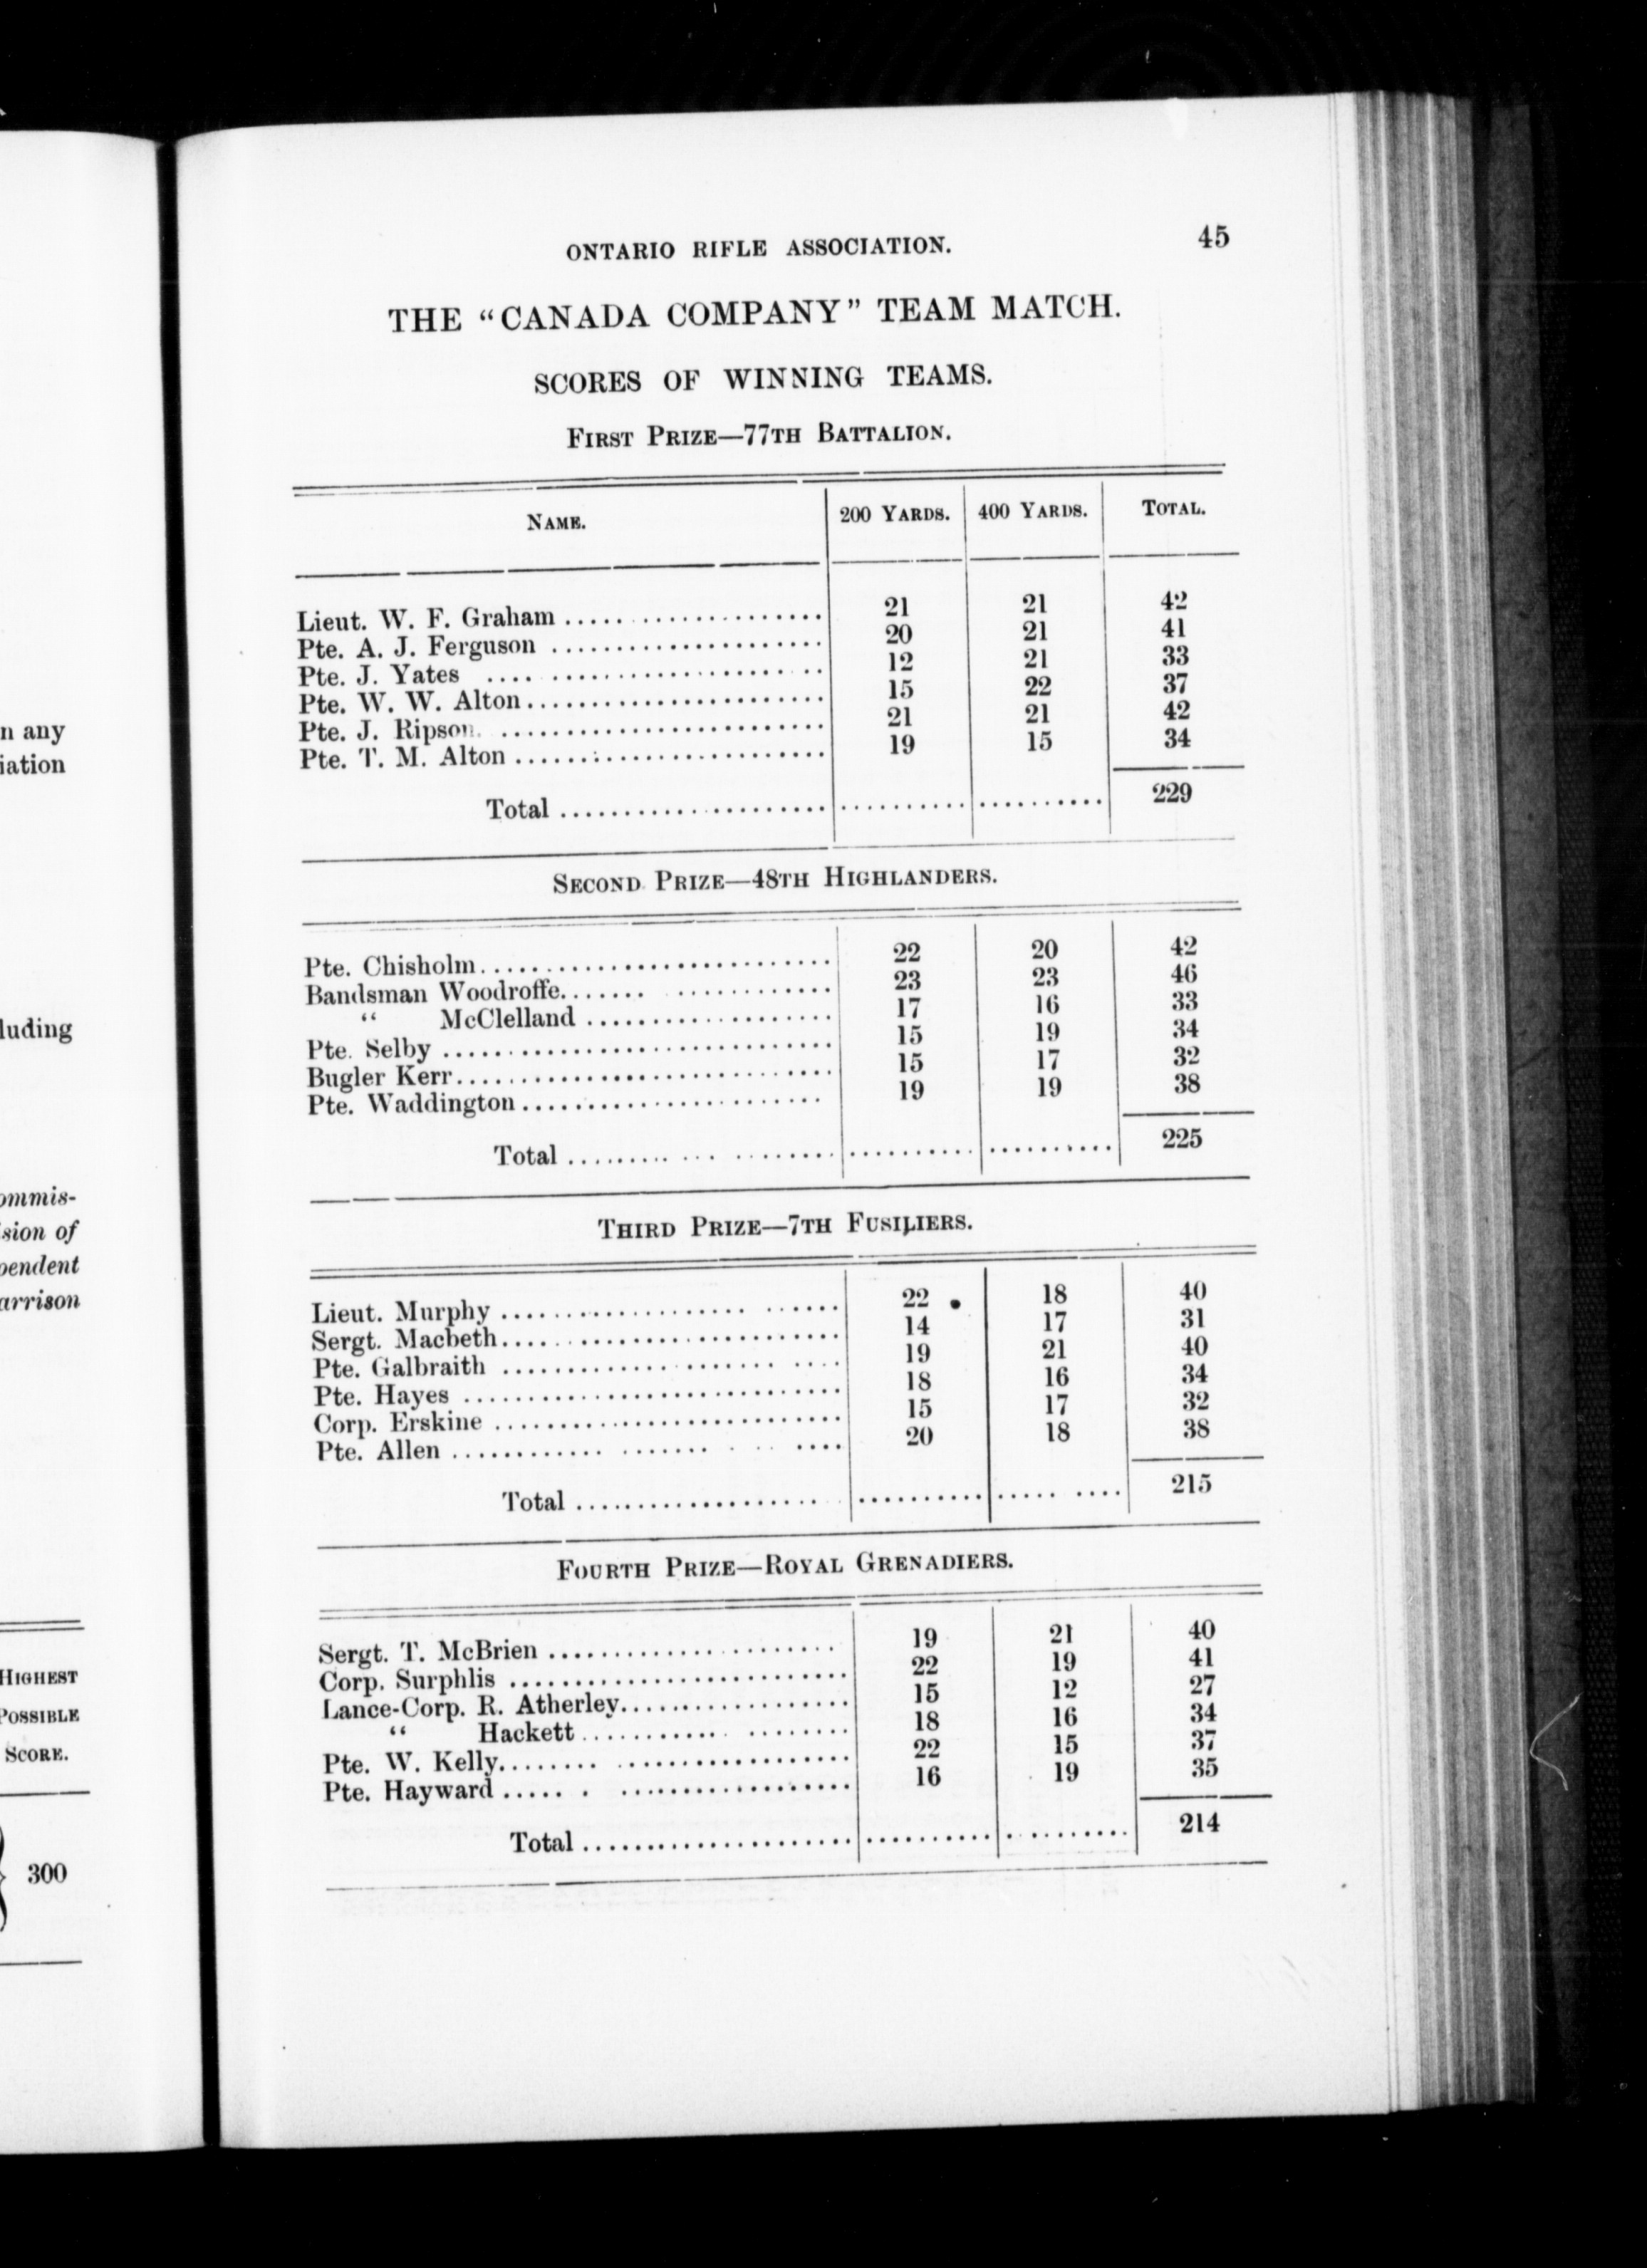 n any
iation
luding
ommis-
sion of
pendent
arrison
HIGHEST
POSSIBLE
SCORE.
300
ONTARIO RIFLE ASSOCIATION. 45
THE “CANADA COMPANY” TEAM MATCH.
SCORES OF WINNING TEAMS.
FIRST PRIZE—77TH BATTALION.
NAME. 200 YARDS. 400 YARDS. TOTAL.
Lieut. W. F. Graham .................... 21 21 42
Pte. A. J. Ferguson .................... 20 21 41
Pte. J. Yates .................... 12 21 33
Pte. W. W. Alton .................... 15 22 37
Pte. J. Ripson .................... 21 21 42
Pte. T. M. Alton .................... 19 15 34
Total .................... .......... .......... 229
SECOND PRIZE—48TH HIGHLANDERS.
Pte. Chisholm .................... 22 20 42
Bandsman Woodroffe .................... 23 23 46
“ McClelland .................... 17 16 33
Pte. Selby .................... 15 19 34
Bugler Kerr .................... 15 17 32
Pte. Waddington .................... 19 19 38
Total .................... .......... .......... 225
THIRD PRIZE—7TH FUSILIERS.
Lieut. Murphy .................... 22 18 40
Sergt. Macbeth .................... 14 17 31
Pte. Galbraith .................... 19 21 40
Pte. Hayes .................... 18 16 34
Corp. Erskine .................... 15 17 32
Pte. Allen .................... 20 18 38
Total .................... .......... .......... 215
FOURTH PRIZE—ROYAL GRENADIERS.
Sergt. T. McBrien .................... 19 21 40
Corp. Surphlis .................... 22 19 41
Lance-Corp. R. Atherley .................... 15 12 27
“ Hackett .................... 18 16 34
Pte. W. Kelly .................... 22 15 37
Pte. Hayward .................... 16 19 35
Total .................... .......... .......... 214